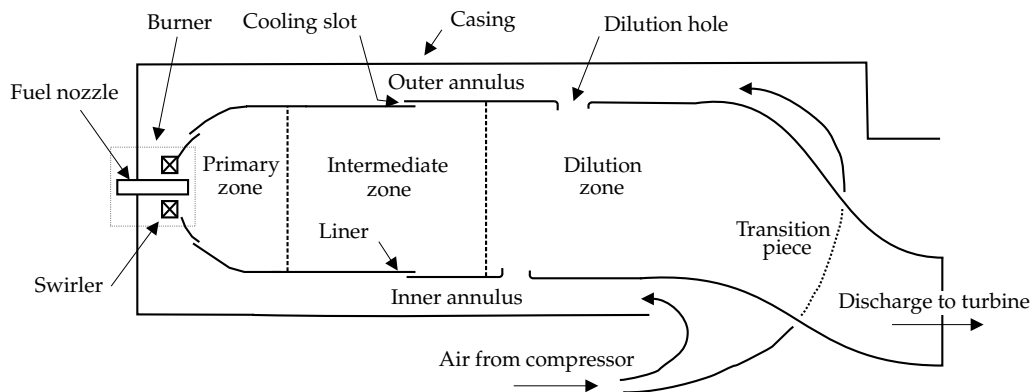 Burner
Cooling slot
Casing
Dilution hole
Outer annulus
Fuel nozzle
Primary
zone
Intermediate
zone
Dilution
zone
Liner
Transition
piece
Swirler
Inner annulus
Discharge to turbine
Air from compressor